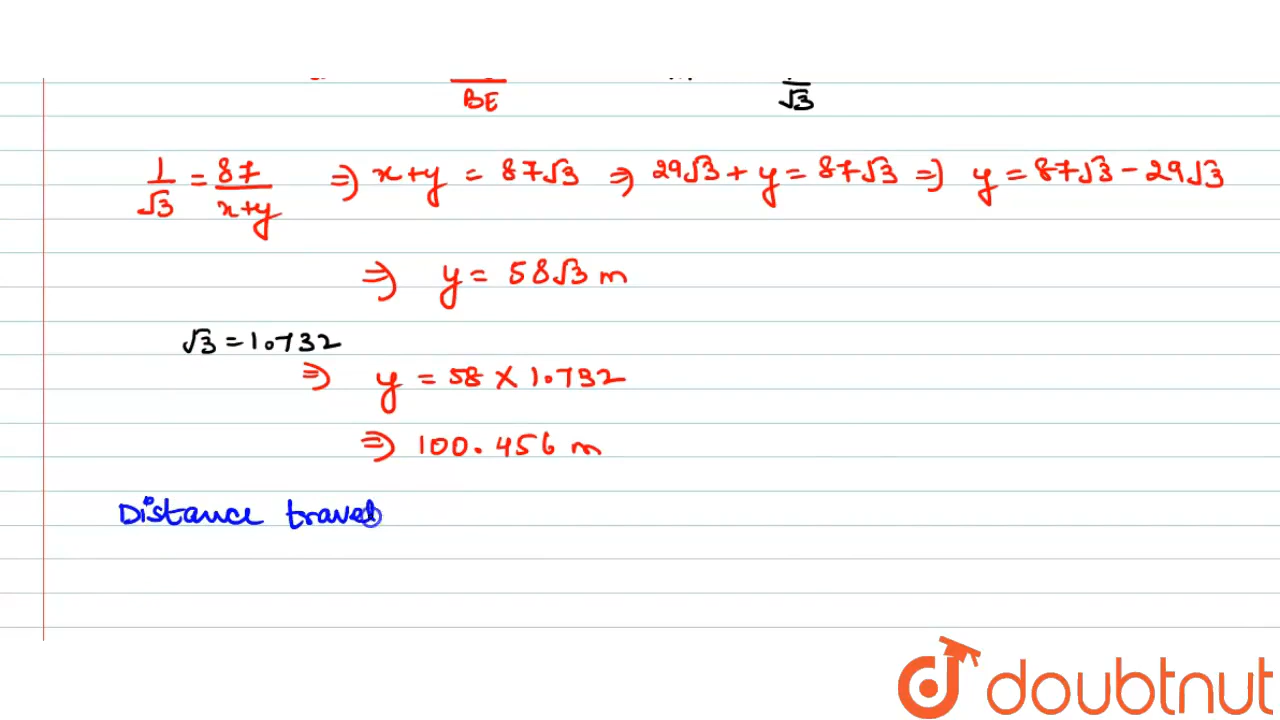 BE √3
1/√3 = 87/x+y ⇒ x+y = 87√3 ⇒ 29√3 + y = 87√3 ⇒ y = 87√3 - 29√3
⇒ y = 58√3 m
√3 = 1.732
⇒ y = 58 × 1.732
⇒ 100.456 m
Distance travel
doubtnut